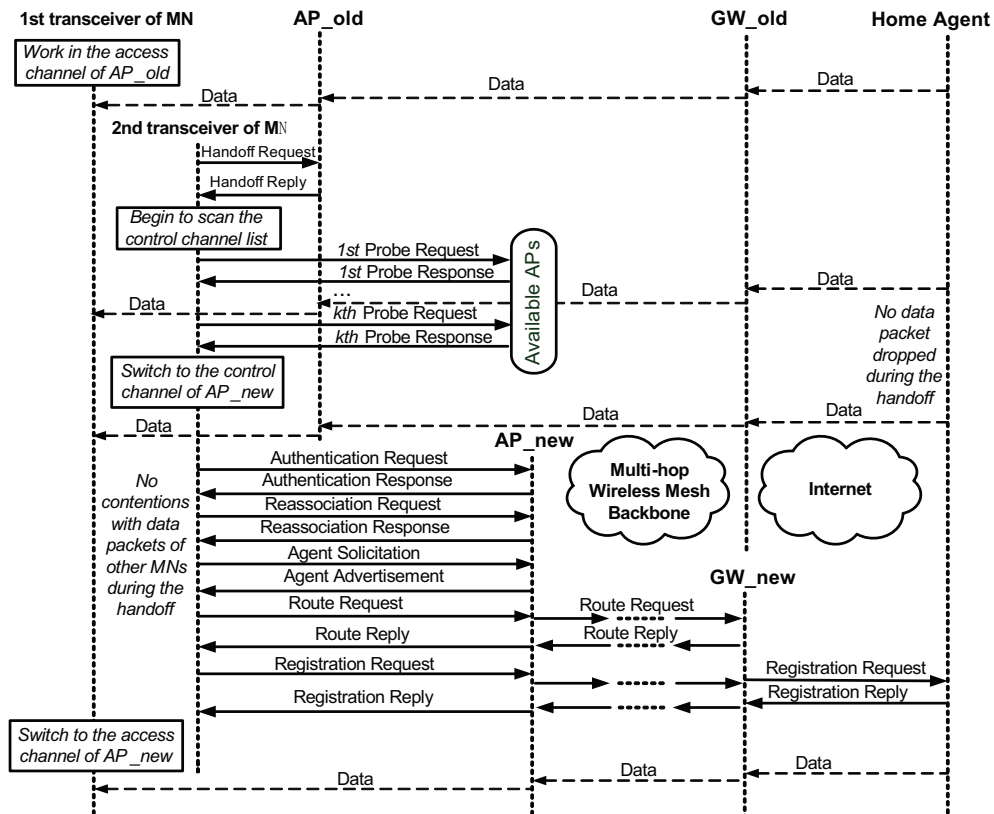 1st transceiver of MN
AP_old
GW_old
Home Agent
Work in the access
channel of AP_old
Data
Data
Data
2nd transceiver of MN
Handoff Request
Handoff Reply
Begin to scan the
control channel list
1st Probe Request
1st Probe Response
...
Available APs
Data
Data
Data
kth Probe Request
kth Probe Response
No data
packet
dropped
during the
handoff
Switch to the control
channel of AP_new
Data
Data
Data
AP_new
Authentication Request
Authentication Response
Reassociation Request
Reassociation Response
Agent Solicitation
Agent Advertisement
Route Request
Route Reply
Registration Request
Registration Reply
No
contentions
with data
packets of
other MNs
during the
handoff
Multi-hop
Wireless Mesh
Backbone
Internet
GW_new
Route Request
Route Reply
Registration Request
Registration Reply
Switch to the access
channel of AP_new
Data
Data
Data